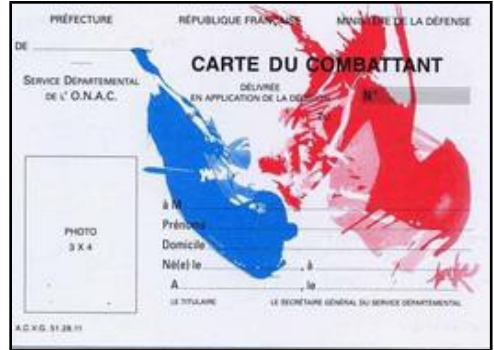 PRÉFECTURE RÉPUBLIQUE FRANÇAISE MINISTÈRE DE LA DÉFENSE
DE
CARTE DU COMBATTANT
SERVICE DÉPARTEMENTAL
DE L' O.N.A.C.
DÉLIVRÉE
EN APPLICATION DE LA DÉCISION N°
à M
Prénoms
PHOTO
3 X 4
Domicile
Né(e) le , à
A , le
LE TITULAIRE LE SECRÉTAIRE GÉNÉRAL DU SERVICE DÉPARTEMENTAL
A.C.V.G. 51.28.11